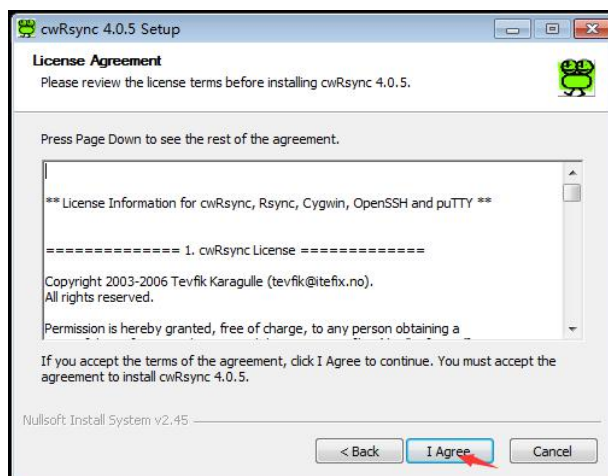 cwRsync 4.0.5 Setup
License Agreement
Please review the license terms before installing cwRsync 4.0.5.
Press Page Down to see the rest of the agreement.
** License Information for cwRsync, Rsync, Cygwin, OpenSSH and puTTY **
============== 1. cwRsync License =============
Copyright 2003-2006 Tevfik Karagulle (tevfik@itefix.no).
All rights reserved.
Permission is hereby granted, free of charge, to any person obtaining a
If you accept the terms of the agreement, click I Agree to continue. You must accept the
agreement to install cwRsync 4.0.5.
Nullsoft Install System v2.45
< Back
I Agree
Cancel